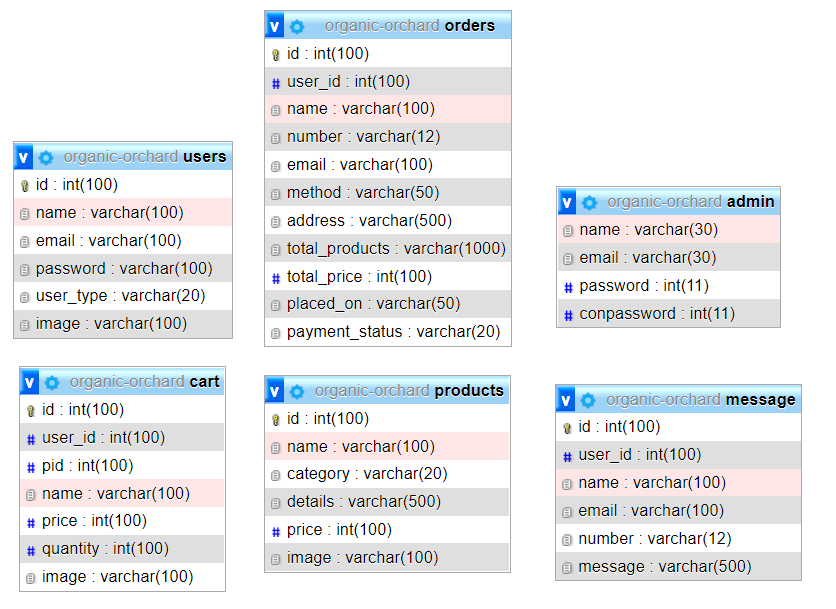 organic-orchard orders
id : int(100)
user_id : int(100)
name : varchar(100)
number : varchar(12)
email : varchar(100)
method : varchar(50)
address : varchar(500)
total_products : varchar(1000)
total_price : int(100)
placed_on : varchar(50)
payment_status : varchar(20)
organic-orchard users
id : int(100)
name : varchar(100)
email : varchar(100)
password : varchar(100)
user_type : varchar(20)
image : varchar(100)
organic-orchard admin
name : varchar(30)
email : varchar(30)
password : int(11)
conpassword : int(11)
organic-orchard cart
id : int(100)
user_id : int(100)
pid : int(100)
name : varchar(100)
price : int(100)
quantity : int(100)
image : varchar(100)
organic-orchard products
id : int(100)
name : varchar(100)
category : varchar(20)
details : varchar(500)
price : int(100)
image : varchar(100)
organic-orchard message
id : int(100)
user_id : int(100)
name : varchar(100)
email : varchar(100)
number : varchar(12)
message : varchar(500)